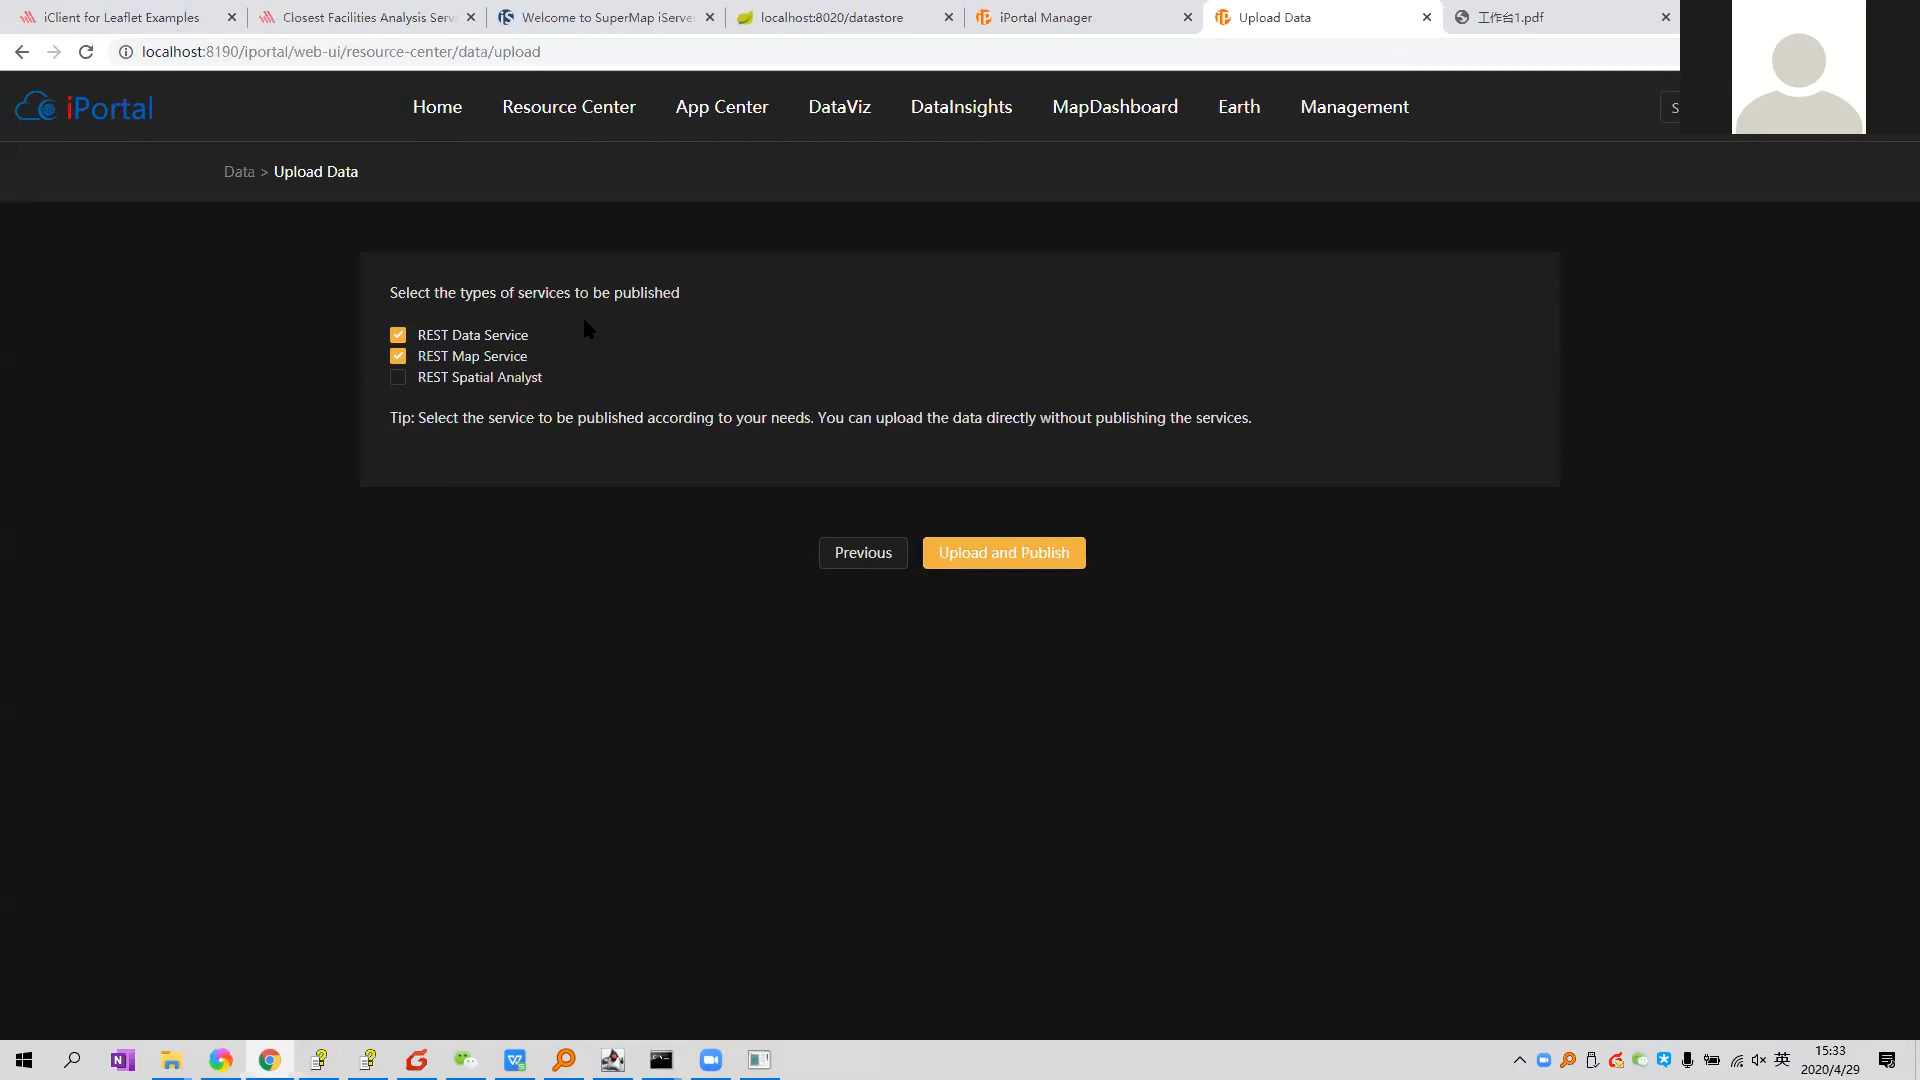 iClient for Leaflet Examples
Closest Facilities Analysis Serv
Welcome to SuperMap iServe
localhost:8020/datastore
iPortal Manager
Upload Data
工作台1.pdf
localhost:8190/iportal/web-ui/resource-center/data/upload
iPortal
Home
Resource Center
App Center
DataViz
DataInsights
MapDashboard
Earth
Management
S
Data > Upload Data
Select the types of services to be published
REST Data Service
REST Map Service
REST Spatial Analyst
Tip: Select the service to be published according to your needs. You can upload the data directly without publishing the services.
Previous
Upload and Publish
英
15:33
2020/4/29